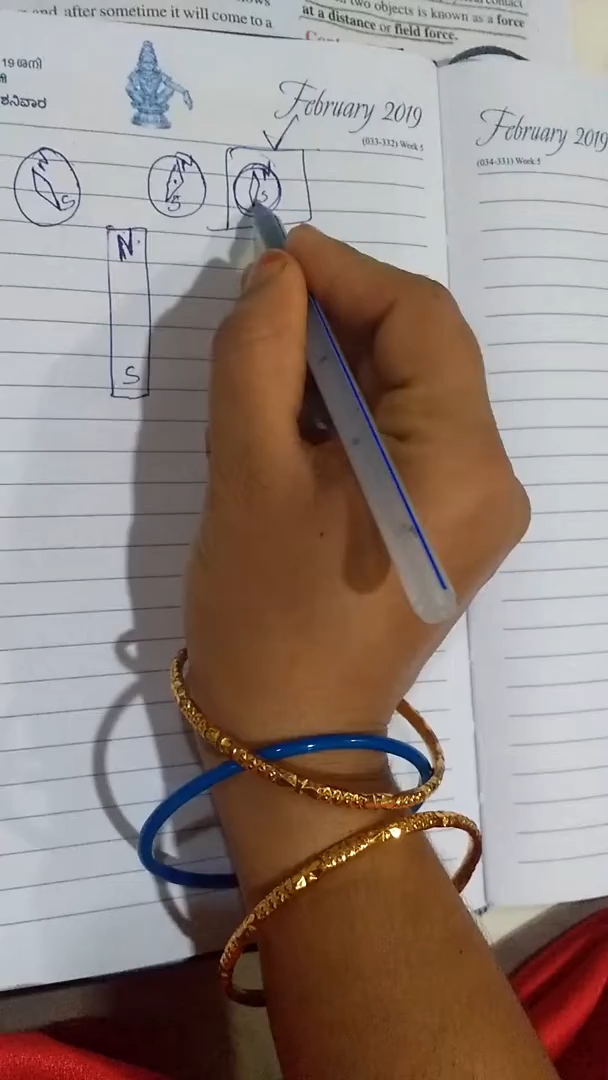 and after sometime it will come to a
two objects is known as a force
at a distance or field force.
19 ശനി
ಶನಿವಾರ
February 2019
(033-332) Week 5
February 2019
(034-331) Week 5
N
S
N
S
N
S
N
S